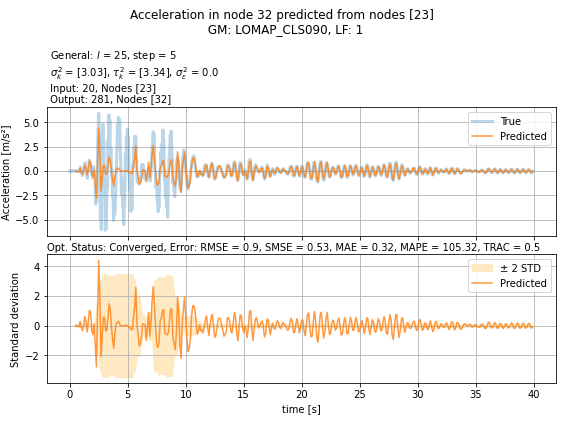 Acceleration in node 32 predicted from nodes [23]
GM: LOMAP_CLS090, LF: 1
General: l = 25, step = 5
σ²ₖ = [3.03], τ²ₖ = [3.34], σ²_ε = 0.0
Input: 20, Nodes [23]
Output: 281, Nodes [32]
Acceleration [m/s²]
5.0
2.5
0.0
−2.5
−5.0
True
Predicted
Opt. Status: Converged, Error: RMSE = 0.9, SMSE = 0.53, MAE = 0.32, MAPE = 105.32, TRAC = 0.5
Standard deviation
4
2
0
−2
± 2 STD
Predicted
0 5 10 15 20 25 30 35 40
time [s]